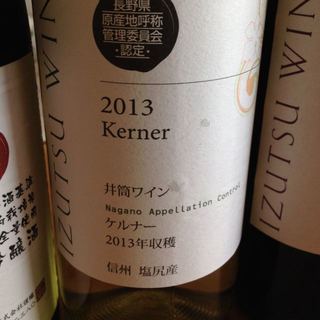 長野県
原産地呼称
管理委員会
・認定・
2013
Kerner
井筒ワイン
Nagano Appellation Control
ケルナー
2013年収穫
信州 塩尻産
IZUTSU WIN
IZUTSU WIN